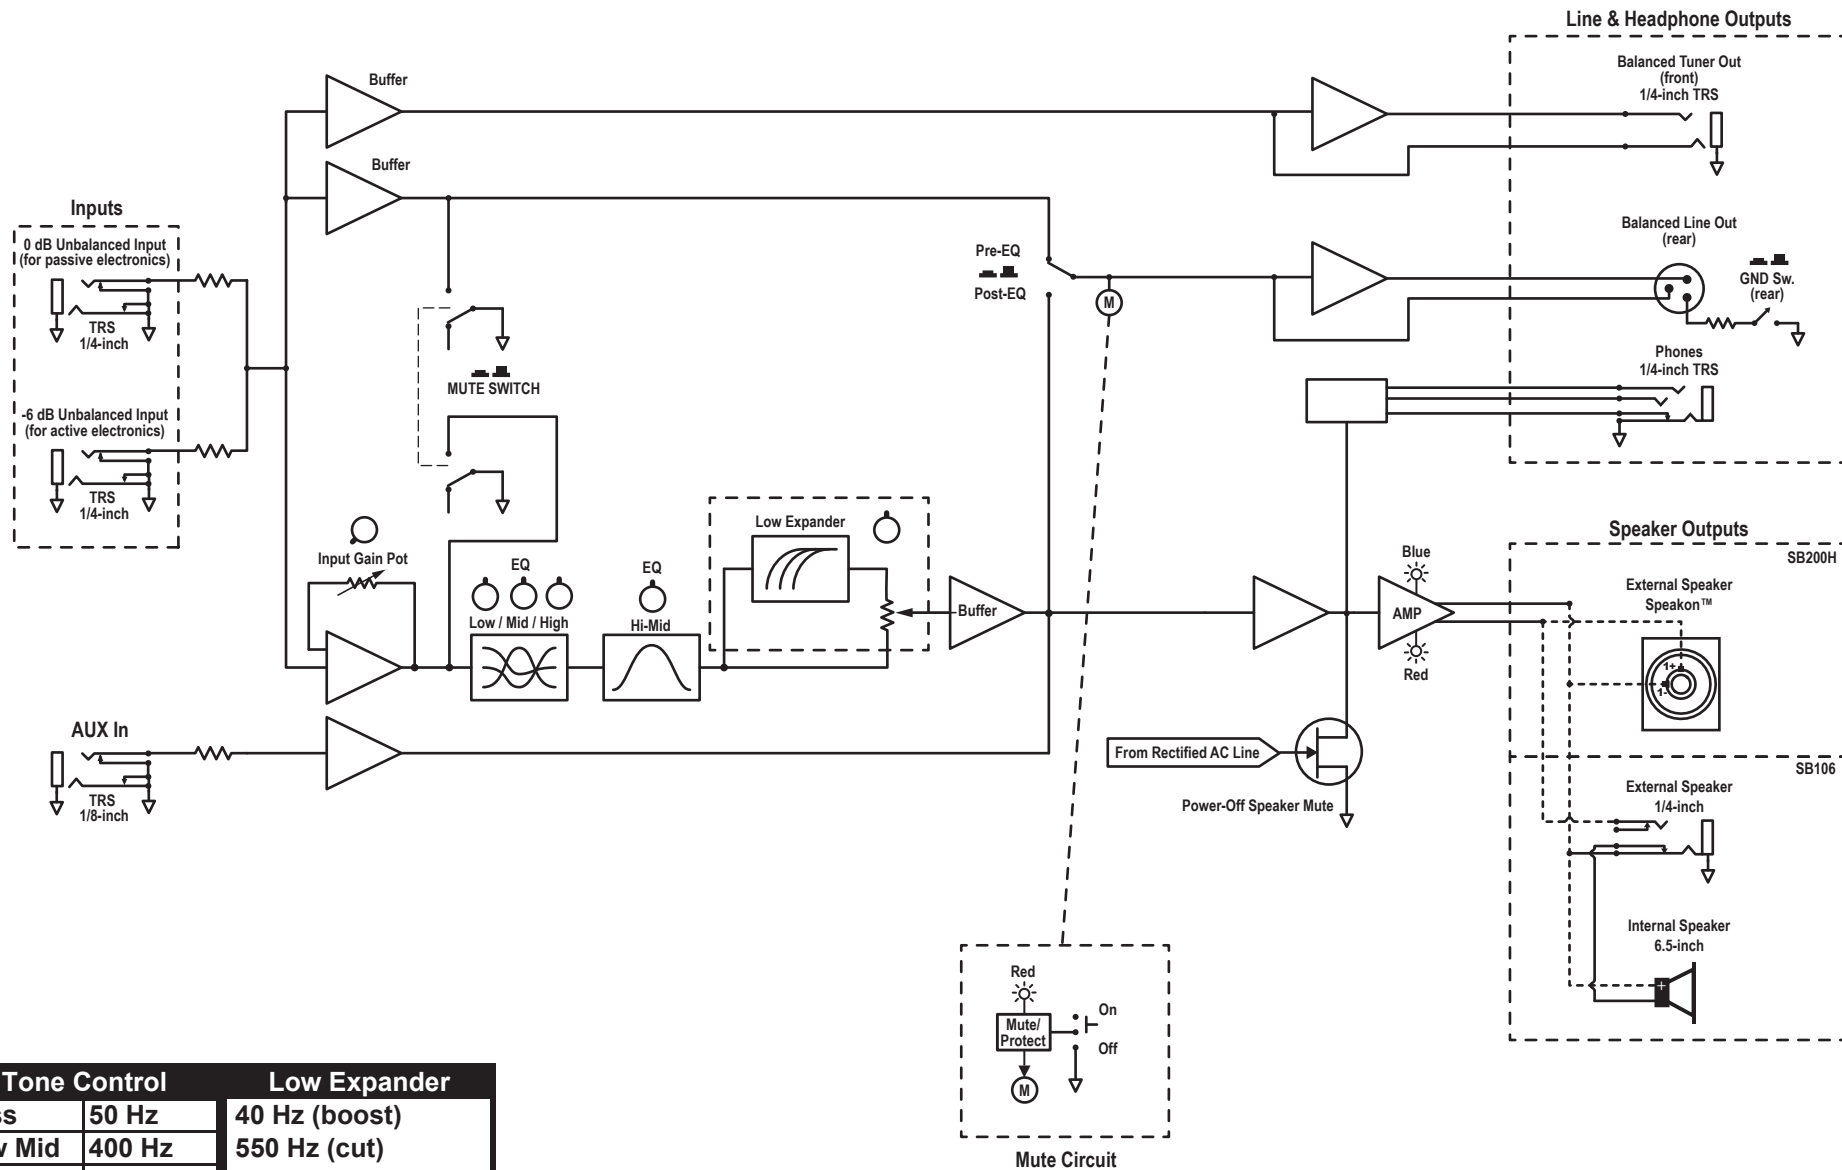 Line & Headphone Outputs
Balanced Tuner Out
(front)
1/4-inch TRS
Buffer
Buffer
Inputs
0 dB Unbalanced Input
(for passive electronics)
TRS
1/4-inch
-6 dB Unbalanced Input
(for active electronics)
TRS
1/4-inch
Pre-EQ
Post-EQ
M
Balanced Line Out
(rear)
GND Sw.
(rear)
Phones
1/4-inch TRS
MUTE SWITCH
Input Gain Pot
EQ
Low / Mid / High
EQ
Hi-Mid
Low Expander
Buffer
Blue
AMP
Red
Speaker Outputs
SB200H
External Speaker
Speakon™
1+
1-
AUX In
TRS
1/8-inch
From Rectified AC Line
Power-Off Speaker Mute
SB106
External Speaker
1/4-inch
Internal Speaker
6.5-inch
+
Red
Mute/
Protect
On
Off
M
Mute Circuit
Tone Control
Low Expander
50 Hz
40 Hz (boost)
Mid
400 Hz
550 Hz (cut)